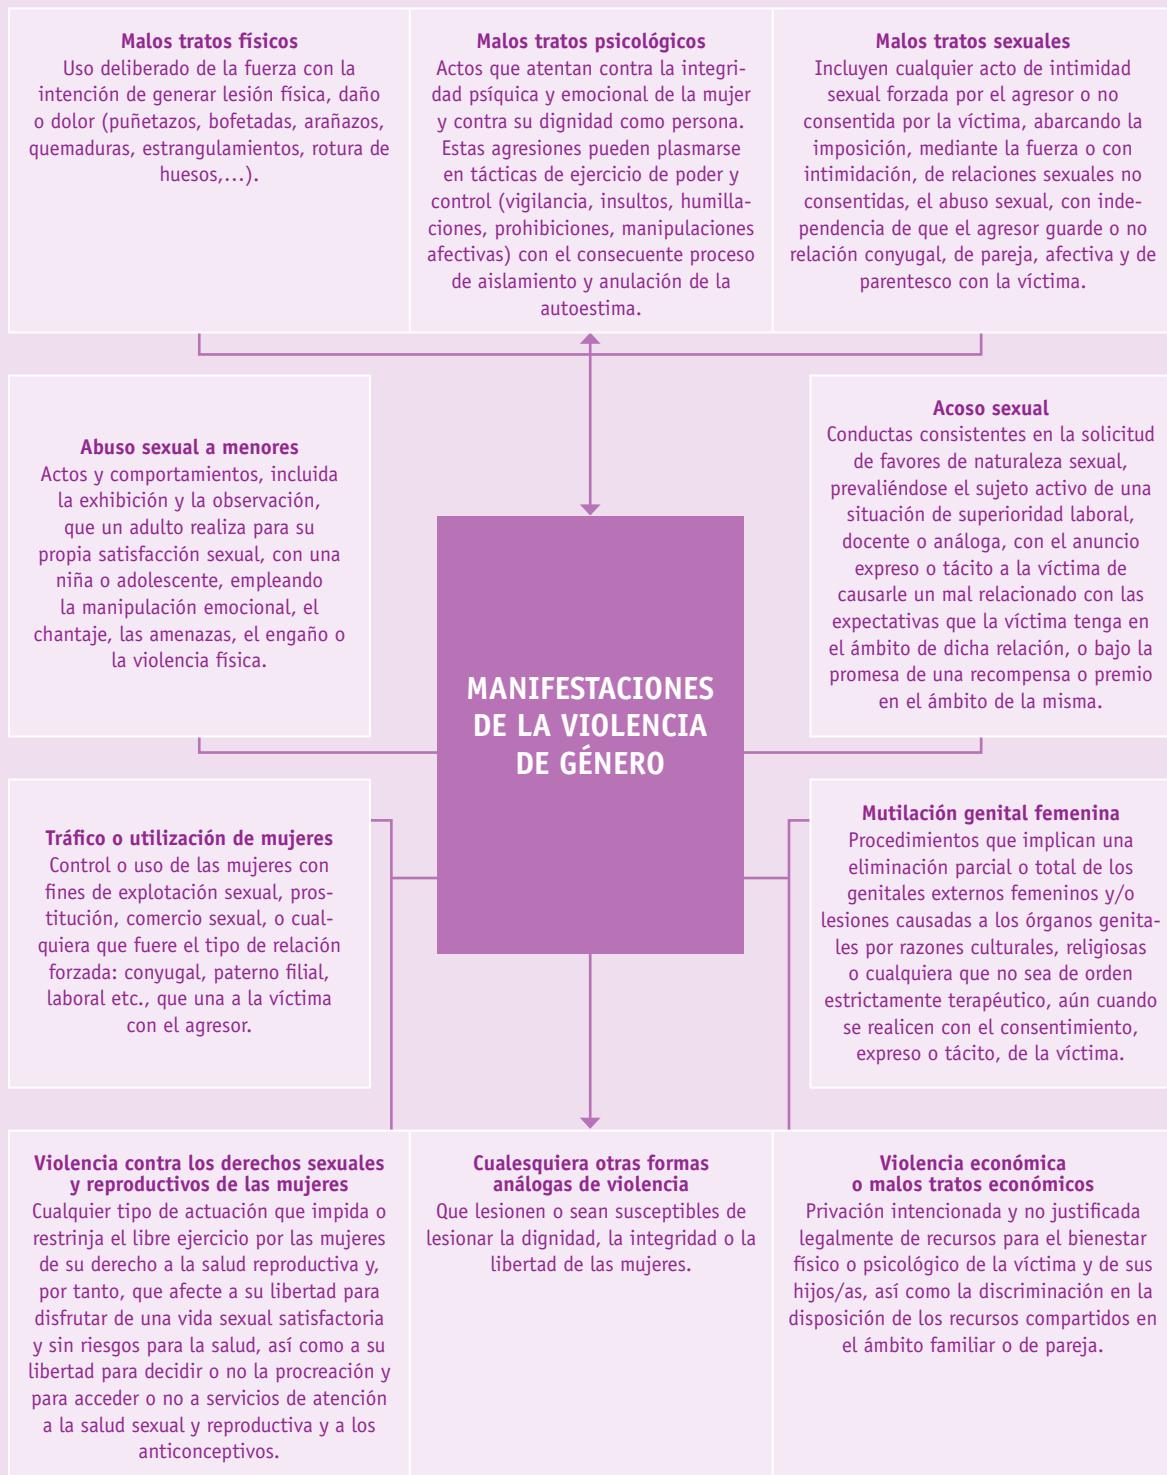 Malos tratos físicos
Uso deliberado de la fuerza con la
intención de generar lesión física, daño
o dolor (puñetazos, bofetadas, arañazos,
quemaduras, estrangulamientos, rotura de
huesos,...).
Malos tratos psicológicos
Actos que atentan contra la integri-
dad psíquica y emocional de la mujer
y contra su dignidad como persona.
Estas agresiones pueden plasmarse
en tácticas de ejercicio de poder y
control (vigilancia, insultos, humilla-
ciones, prohibiciones, manipulaciones
afectivas) con el consecuente proceso
de aislamiento y anulación de la
autoestima.
Malos tratos sexuales
Incluyen cualquier acto de intimidad
sexual forzada por el agresor o no
consentida por la víctima, abarcando la
imposición, mediante la fuerza o con
intimidación, de relaciones sexuales no
consentidas, el abuso sexual, con inde-
pendencia de que el agresor guarde o no
relación conyugal, de pareja, afectiva y de
parentesco con la víctima.
Abuso sexual a menores
Actos y comportamientos, incluida
la exhibición y la observación,
que un adulto realiza para su
propia satisfacción sexual, con una
niña o adolescente, empleando
la manipulación emocional, el
chantaje, las amenazas, el engaño o
la violencia física.
Acoso sexual
Conductas consistentes en la solicitud
de favores de naturaleza sexual,
prevaliéndose el sujeto activo de una
situación de superioridad laboral,
docente o análoga, con el anuncio
expreso o tácito a la víctima de
causarle un mal relacionado con las
expectativas que la víctima tenga en
el ámbito de dicha relación, o bajo la
promesa de una recompensa o premio
en el ámbito de la misma.
MANIFESTACIONES
DE LA VIOLENCIA
DE GÉNERO
Tráfico o utilización de mujeres
Control o uso de las mujeres con
fines de explotación sexual, pros-
titución, comercio sexual, o cual-
quiera que fuere el tipo de relación
forzada: conyugal, paterno filial,
laboral etc., que una a la víctima
con el agresor.
Mutilación genital femenina
Procedimientos que implican una
eliminación parcial o total de los
genitales externos femeninos y/o
lesiones causadas a los órganos genita-
les por razones culturales, religiosas
o cualquiera que no sea de orden
estrictamente terapéutico, aún cuando
se realicen con el consentimiento,
expreso o tácito, de la víctima.
Violencia contra los derechos sexuales
y reproductivos de las mujeres
Cualquier tipo de actuación que impida o
restrinja el libre ejercicio por las mujeres
de su derecho a la salud reproductiva y,
por tanto, que afecte a su libertad para
disfrutar de una vida sexual satisfactoria
y sin riesgos para la salud, así como a su
libertad para decidir o no la procreación y
para acceder o no a servicios de atención
a la salud sexual y reproductiva y a los
anticonceptivos.
Cualesquiera otras formas
análogas de violencia
Que lesionen o sean susceptibles de
lesionar la dignidad, la integridad o la
libertad de las mujeres.
Violencia económica
o malos tratos económicos
Privación intencionada y no justificada
legalmente de recursos para el bienestar
físico o psicológico de la víctima y de sus
hijos/as, así como la discriminación en la
disposición de los recursos compartidos en
el ámbito familiar o de pareja.